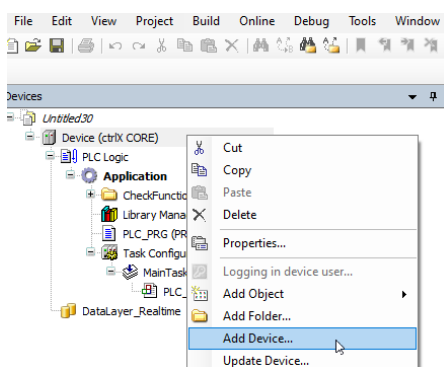 File Edit View Project Build Online Debug Tools Window
Devices
Untitled30
Device (ctrlX CORE)
PLC Logic
Application
CheckFunctio
Library Mana
PLC_PRG (PR
Task Configu
MainTask
PLC_
DataLayer_Realtime
Cut
Copy
Paste
Delete
Properties...
Logging in device user...
Add Object
Add Folder...
Add Device...
Update Device...